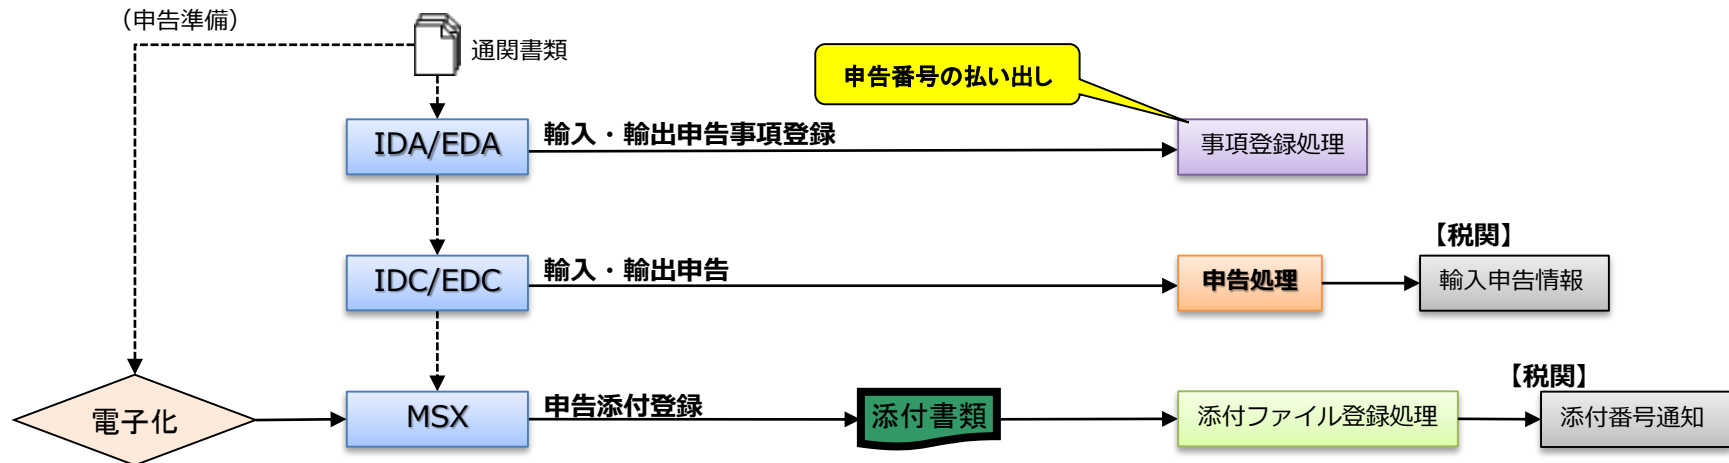 （申告準備）
通関書類
申告番号の払い出し
IDA/EDA
輸入・輸出申告事項登録
事項登録処理
【税関】
IDC/EDC
輸入・輸出申告
申告処理
輸入申告情報
【税関】
電子化
MSX
申告添付登録
添付書類
添付ファイル登録処理
添付番号通知